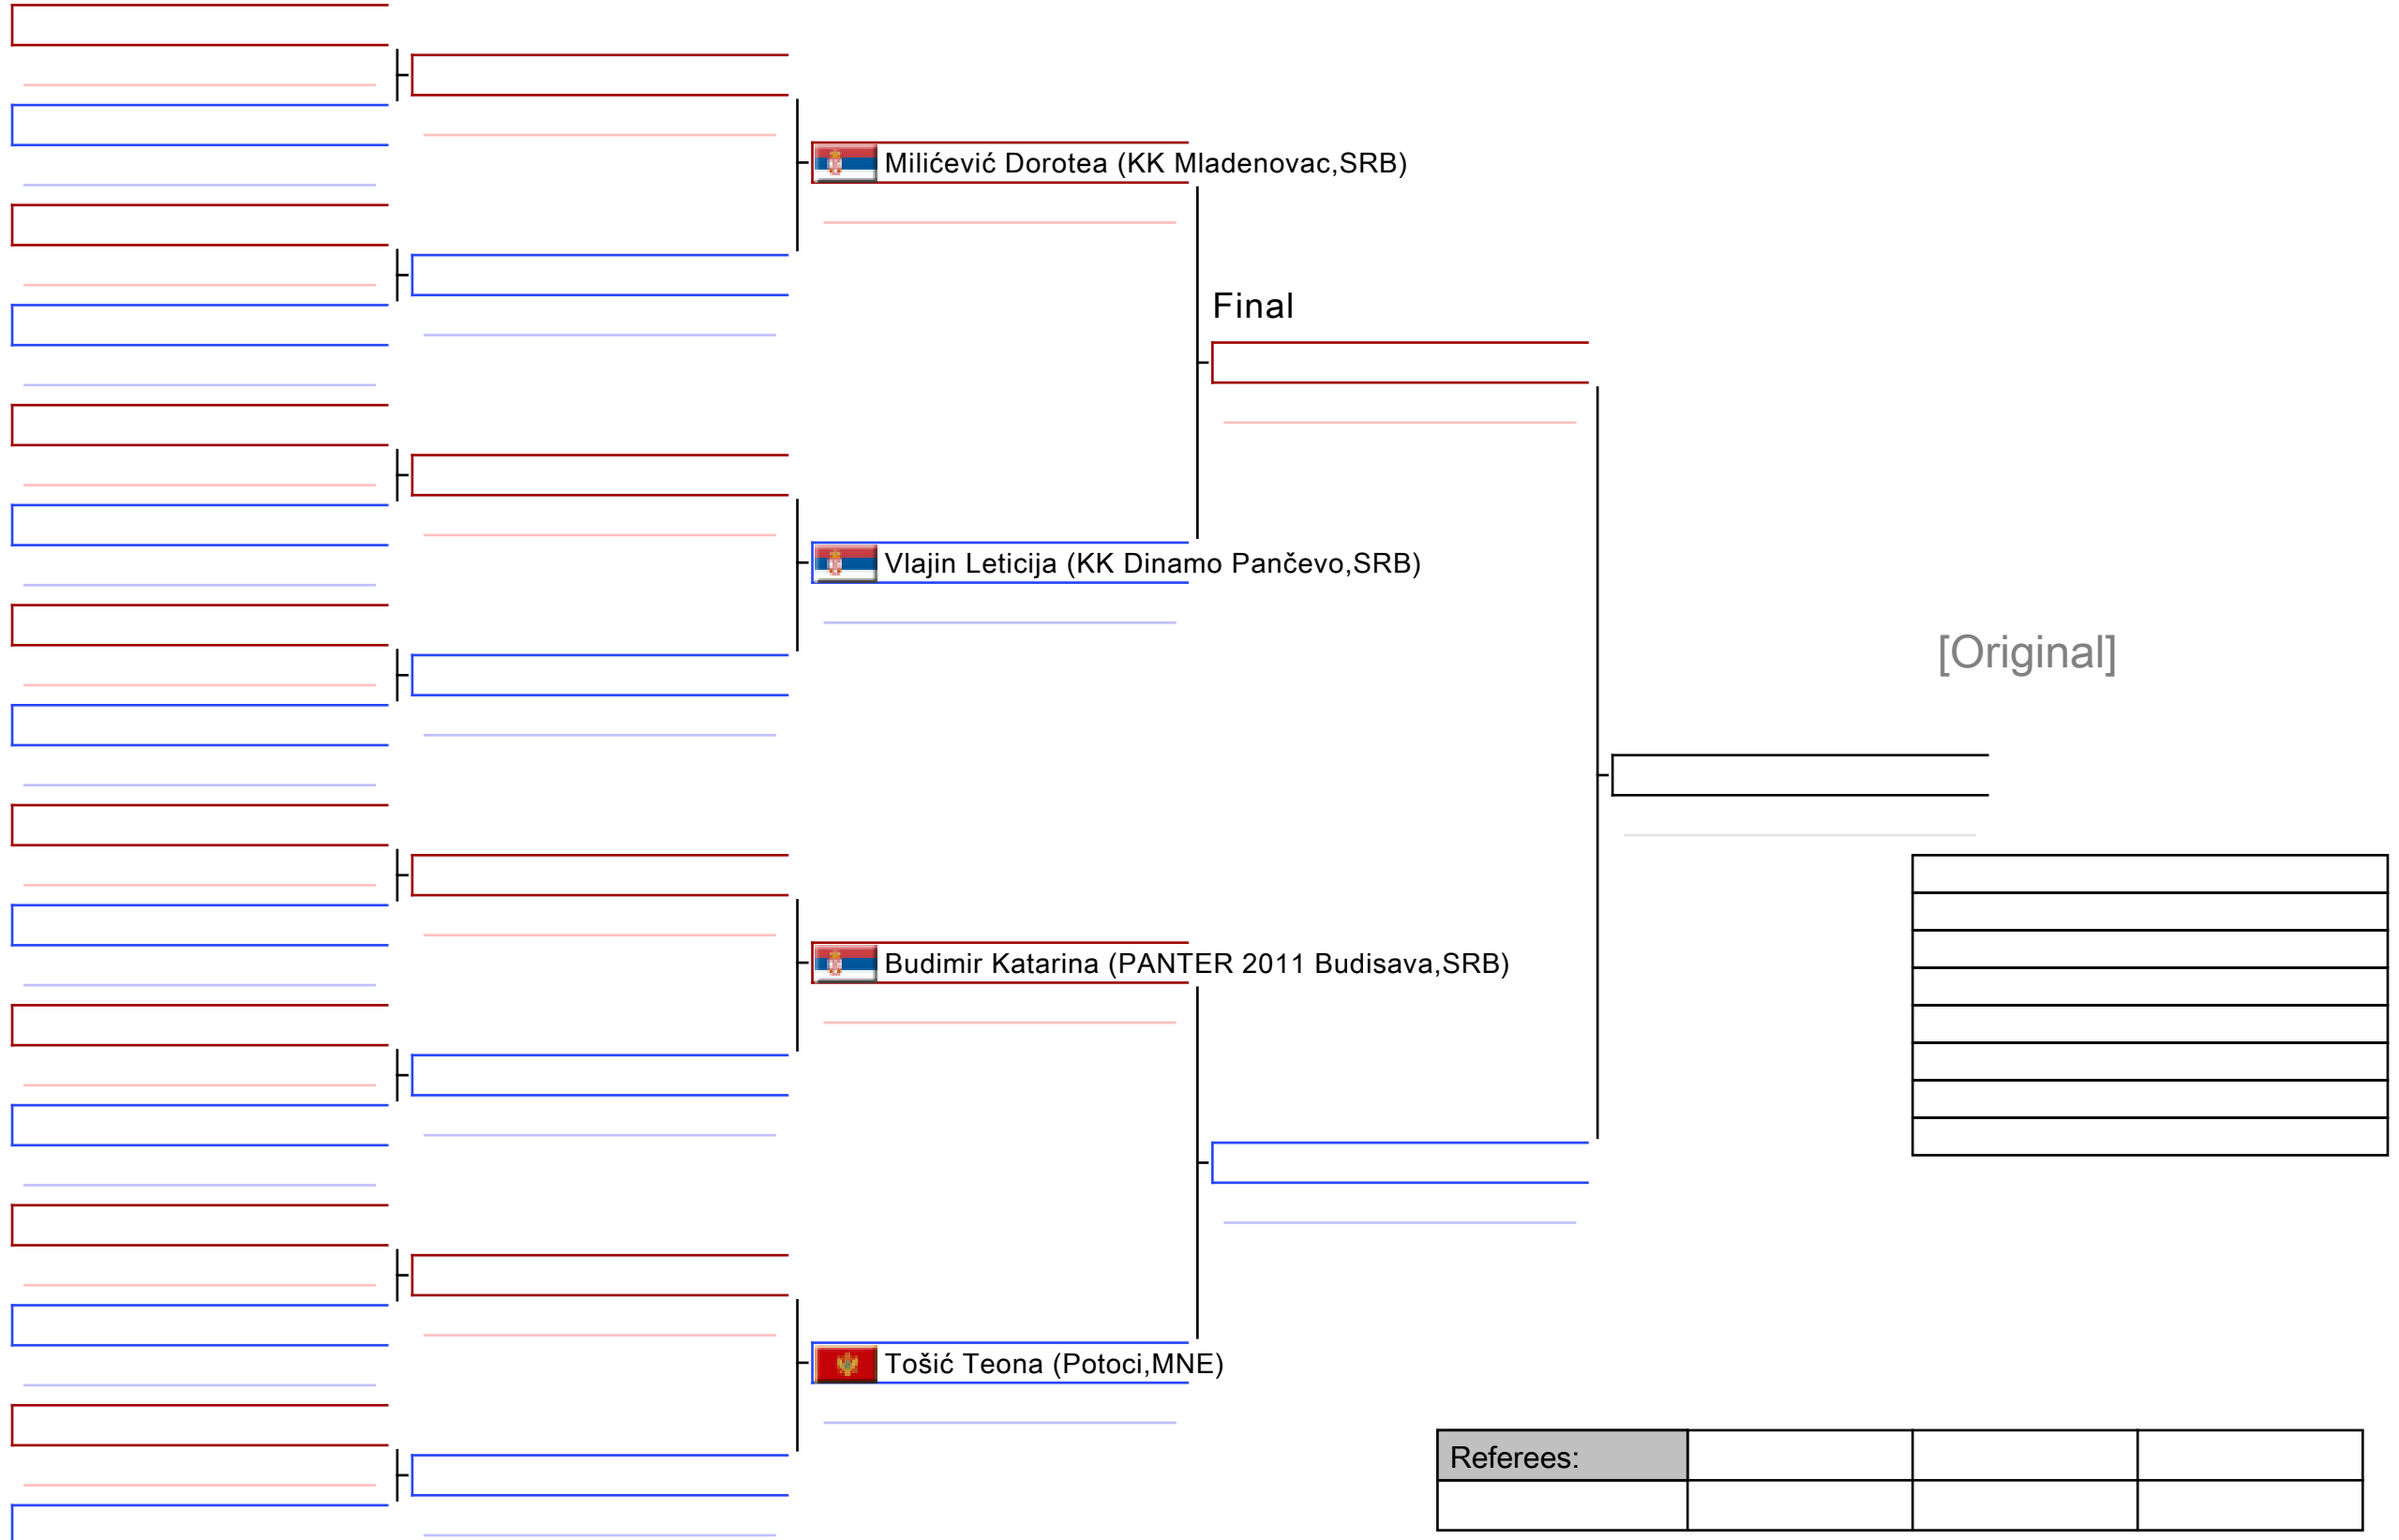 Milićević Dorotea (KK Mladenovac,SRB)
Final
Vlajin Leticija (KK Dinamo Pančevo,SRB)
[Original]
Budimir Katarina (PANTER 2011 Budisava,SRB)
Tošić Teona (Potoci,MNE)
Referees: